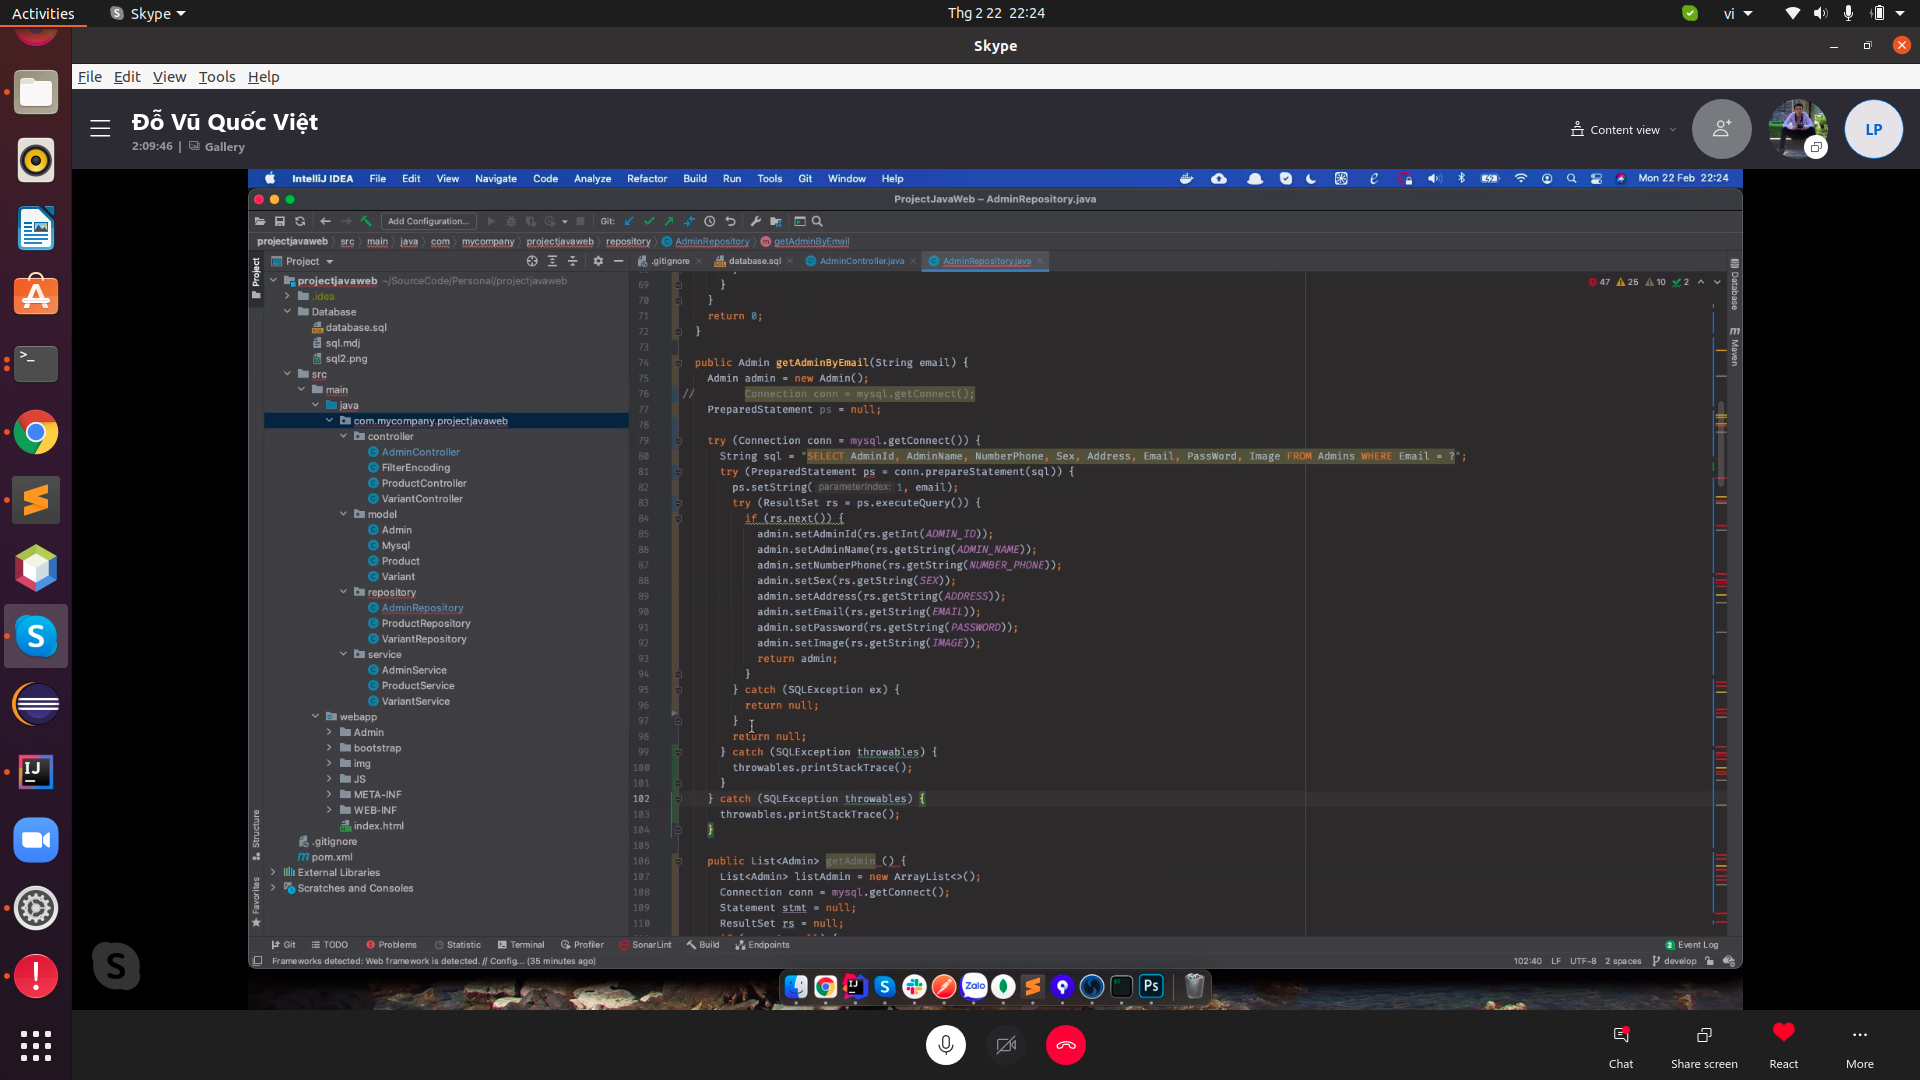 Activities
Skype
Thg 2 22 22:24
vi
Skype
File Edit View Tools Help
Đỗ Vũ Quốc Việt
2:09:46 | Gallery
Content view
LP
IntelliJ IDEA File Edit View Navigate Code Analyze Refactor Build Run Tools Git Window Help
Mon 22 Feb 22:24
ProjectJavaWeb – AdminRepository.java
Add Configuration...
Git:
projectjavaweb src main java com mycompany projectjavaweb repository AdminRepository getAdminByEmail
Project
.gitignore database.sql AdminController.java AdminRepository.java
projectjavaweb ~/SourceCode/Personal/projectjavaweb
.idea
Database
database.sql
sql.mdj
sql2.png
src
main
java
com.mycompany.projectjavaweb
controller
AdminController
FilterEncoding
ProductController
VariantController
model
Admin
Mysql
Product
Variant
repository
AdminRepository
ProductRepository
VariantRepository
service
AdminService
ProductService
VariantService
webapp
Admin
bootstrap
img
JS
META-INF
WEB-INF
index.html
.gitignore
pom.xml
External Libraries
Scratches and Consoles
Project
Structure
Favorites
47 25 10 2
Database
Maven
69 }
70 }
71 return 0;
72 }
73
74 public Admin getAdminByEmail(String email) {
75 Admin admin = new Admin();
76 // Connection conn = mysql.getConnect();
77 PreparedStatement ps = null;
78
79 try (Connection conn = mysql.getConnect()) {
80 String sql = "SELECT AdminId, AdminName, NumberPhone, Sex, Address, Email, PassWord, Image FROM Admins WHERE Email = ?";
81 try (PreparedStatement ps = conn.prepareStatement(sql)) {
82 ps.setString( parameterIndex: 1, email);
83 try (ResultSet rs = ps.executeQuery()) {
84 if (rs.next()) {
85 admin.setAdminId(rs.getInt(ADMIN_ID));
86 admin.setAdminName(rs.getString(ADMIN_NAME));
87 admin.setNumberPhone(rs.getString(NUMBER_PHONE));
88 admin.setSex(rs.getString(SEX));
89 admin.setAddress(rs.getString(ADDRESS));
90 admin.setEmail(rs.getString(EMAIL));
91 admin.setPassword(rs.getString(PASSWORD));
92 admin.setImage(rs.getString(IMAGE));
93 return admin;
94 }
95 } catch (SQLException ex) {
96 return null;
97 }
98 return null;
99 } catch (SQLException throwables) {
100 throwables.printStackTrace();
101 }
102 } catch (SQLException throwables) {
103 throwables.printStackTrace();
104 }
105
106 public List<Admin> getAdmin () {
107 List<Admin> listAdmin = new ArrayList<>();
108 Connection conn = mysql.getConnect();
109 Statement stmt = null;
110 ResultSet rs = null;
Git TODO Problems Statistic Terminal Profiler SonarLint Build Endpoints
2 Event Log
Frameworks detected: Web framework is detected. // Config... (35 minutes ago)
102:40 LF UTF-8 2 spaces develop
Zalo
Ps
Chat
Share screen
React
More